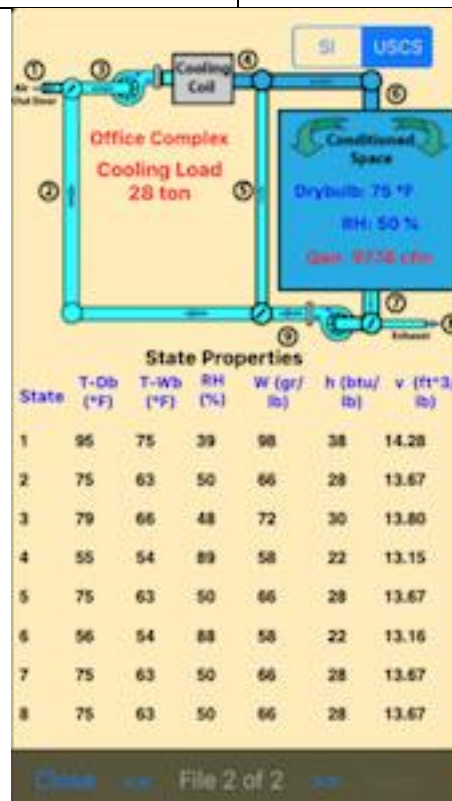 SI USCS
① ③ ④
Cooling
Coil
Air
Out Door
⑥
Office Complex
Conditioned
Space
Cooling Load
28 ton
② ⑤
Drybulb: 75 °F
RH: 50 %
⑦
Exhaust
⑧
⑨
State Properties
State T-Db (°F) T-Wb (°F) RH (%) W (gr/lb) h (btu/lb) v (ft^3/lb)
1 95 75 39 98 38 14.28
2 75 63 50 66 28 13.67
3 79 66 48 72 30 13.80
4 55 54 89 58 22 13.15
5 75 63 50 66 28 13.67
6 56 54 88 58 22 13.16
7 75 63 50 66 28 13.67
8 75 63 50 66 28 13.67
Close << File 2 of 2 >>